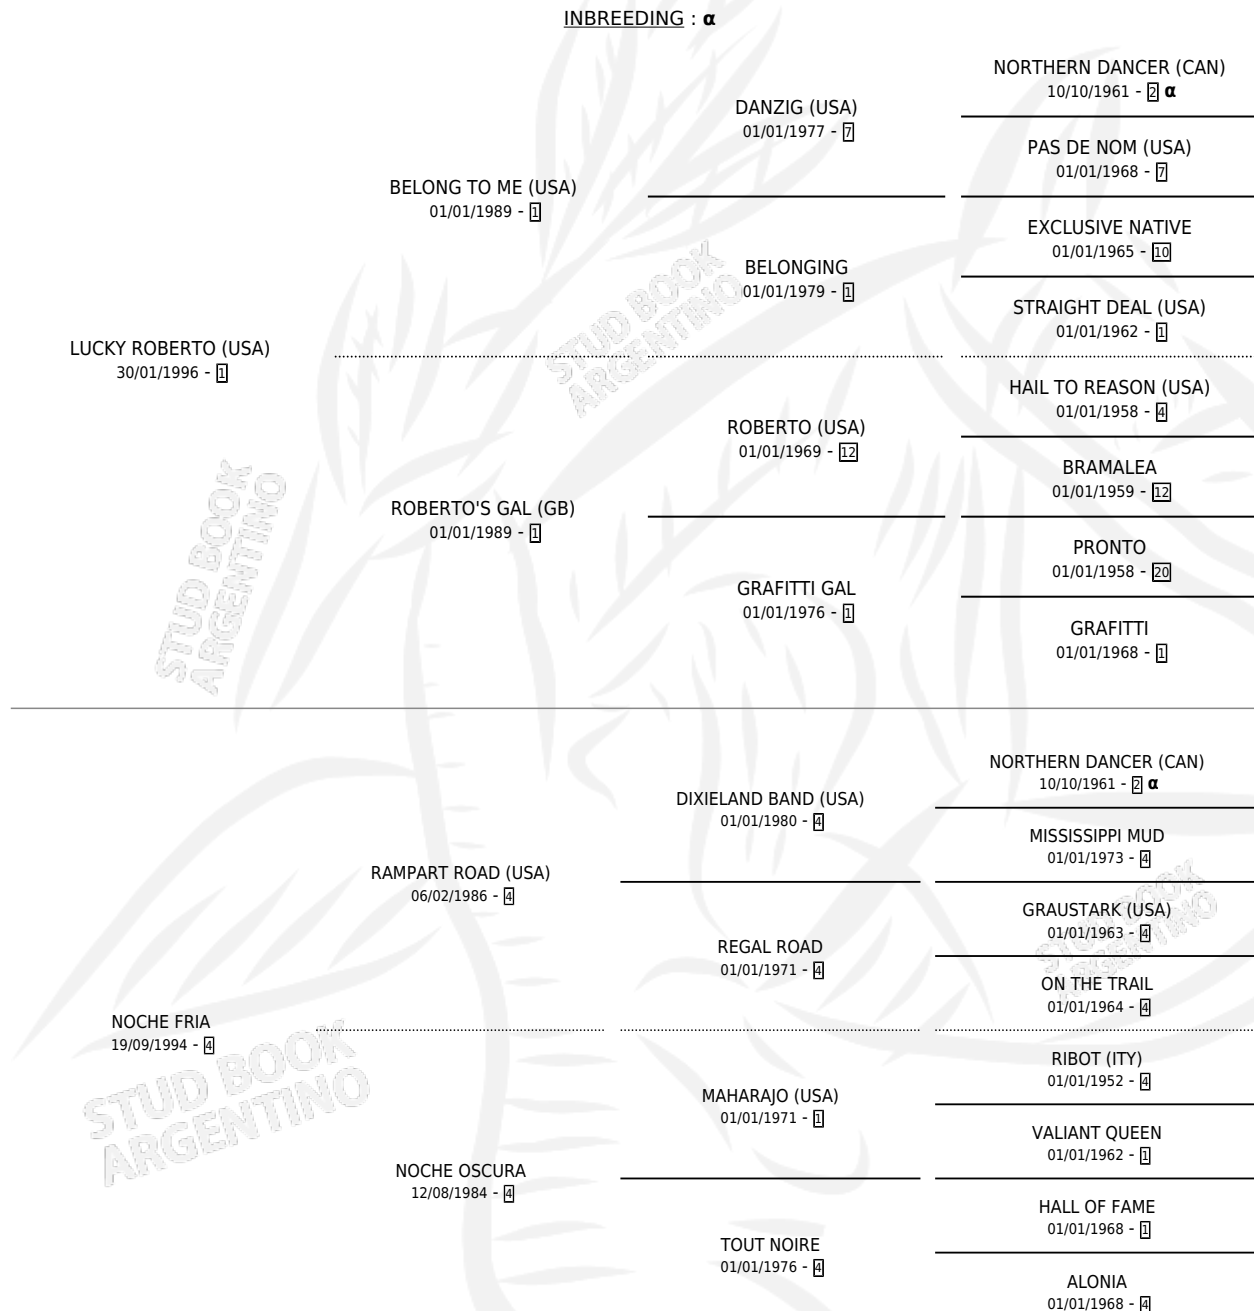 INBREEDING : α
NORTHERN DANCER (CAN)
10/10/1961 - 2 α
DANZIG (USA)
01/01/1977 - 7
PAS DE NOM (USA)
01/01/1968 - 7
BELONG TO ME (USA)
01/01/1989 - 1
EXCLUSIVE NATIVE
01/01/1965 - 10
BELONGING
01/01/1979 - 1
STRAIGHT DEAL (USA)
01/01/1962 - 1
LUCKY ROBERTO (USA)
30/01/1996 - 1
HAIL TO REASON (USA)
01/01/1958 - 4
ROBERTO (USA)
01/01/1969 - 12
BRAMALEA
01/01/1959 - 12
ROBERTO'S GAL (GB)
01/01/1989 - 1
PRONTO
01/01/1958 - 20
GRAFITTI GAL
01/01/1976 - 1
GRAFITTI
01/01/1968 - 1
NORTHERN DANCER (CAN)
10/10/1961 - 2 α
DIXIELAND BAND (USA)
01/01/1980 - 4
MISSISSIPPI MUD
01/01/1973 - 4
RAMPART ROAD (USA)
06/02/1986 - 4
GRAUSTARK (USA)
01/01/1963 - 4
REGAL ROAD
01/01/1971 - 4
ON THE TRAIL
01/01/1964 - 4
NOCHE FRIA
19/09/1994 - 4
RIBOT (ITY)
01/01/1952 - 4
MAHARAJO (USA)
01/01/1971 - 1
VALIANT QUEEN
01/01/1962 - 1
NOCHE OSCURA
12/08/1984 - 4
HALL OF FAME
01/01/1968 - 1
TOUT NOIRE
01/01/1976 - 4
ALONIA
01/01/1968 - 4
STUD BOOK
ARGENTINO
STUD BOOK
ARGENTINO
STUD BOOK
ARGENTINO
STUD BOOK
ARGENTINO